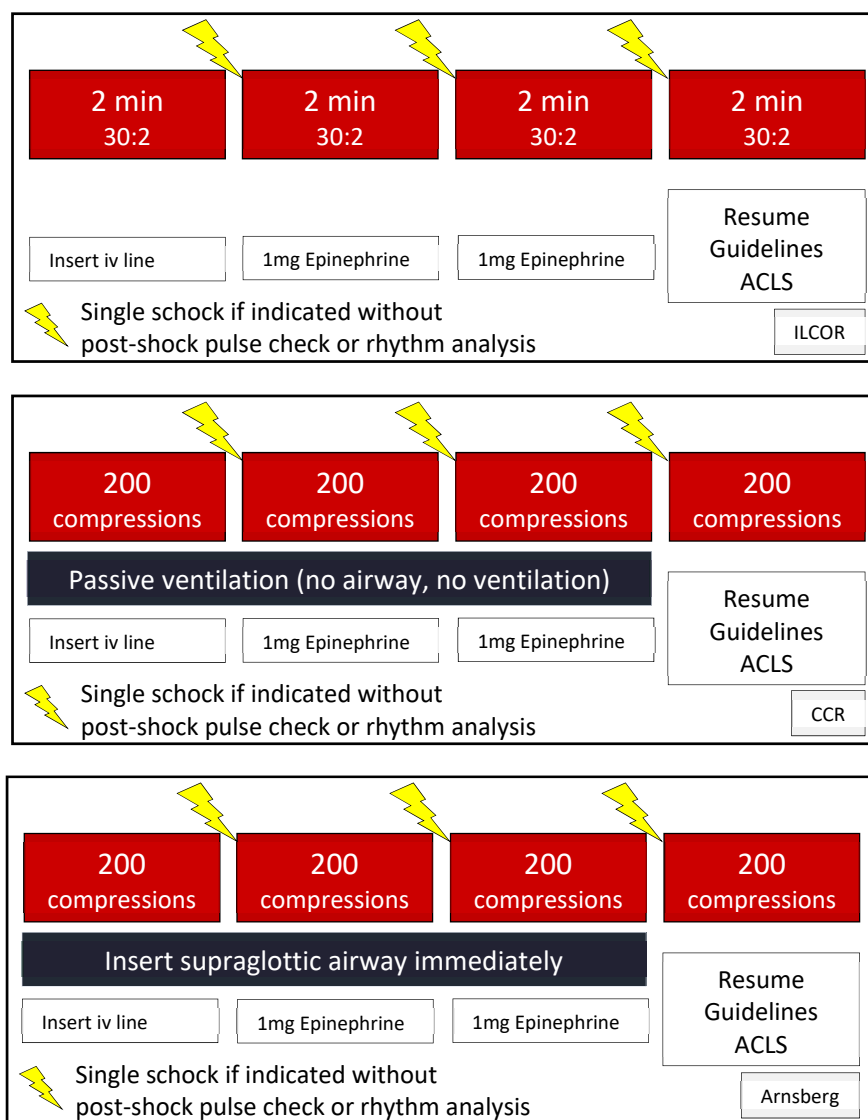 2 min 2 min 2 min 2 min
30:2 30:2 30:2 30:2
Insert iv line 1mg Epinephrine 1mg Epinephrine
Resume
Guidelines
ACLS
Single schock if indicated without
post-shock pulse check or rhythm analysis
ILCOR
200 200 200 200
compressions compressions compressions compressions
Passive ventilation (no airway, no ventilation)
Insert iv line 1mg Epinephrine 1mg Epinephrine
Resume
Guidelines
ACLS
Single schock if indicated without
post-shock pulse check or rhythm analysis
CCR
200 200 200 200
compressions compressions compressions compressions
Insert supraglottic airway immediately
Insert iv line 1mg Epinephrine 1mg Epinephrine
Resume
Guidelines
ACLS
Single schock if indicated without
post-shock pulse check or rhythm analysis
Arnsberg